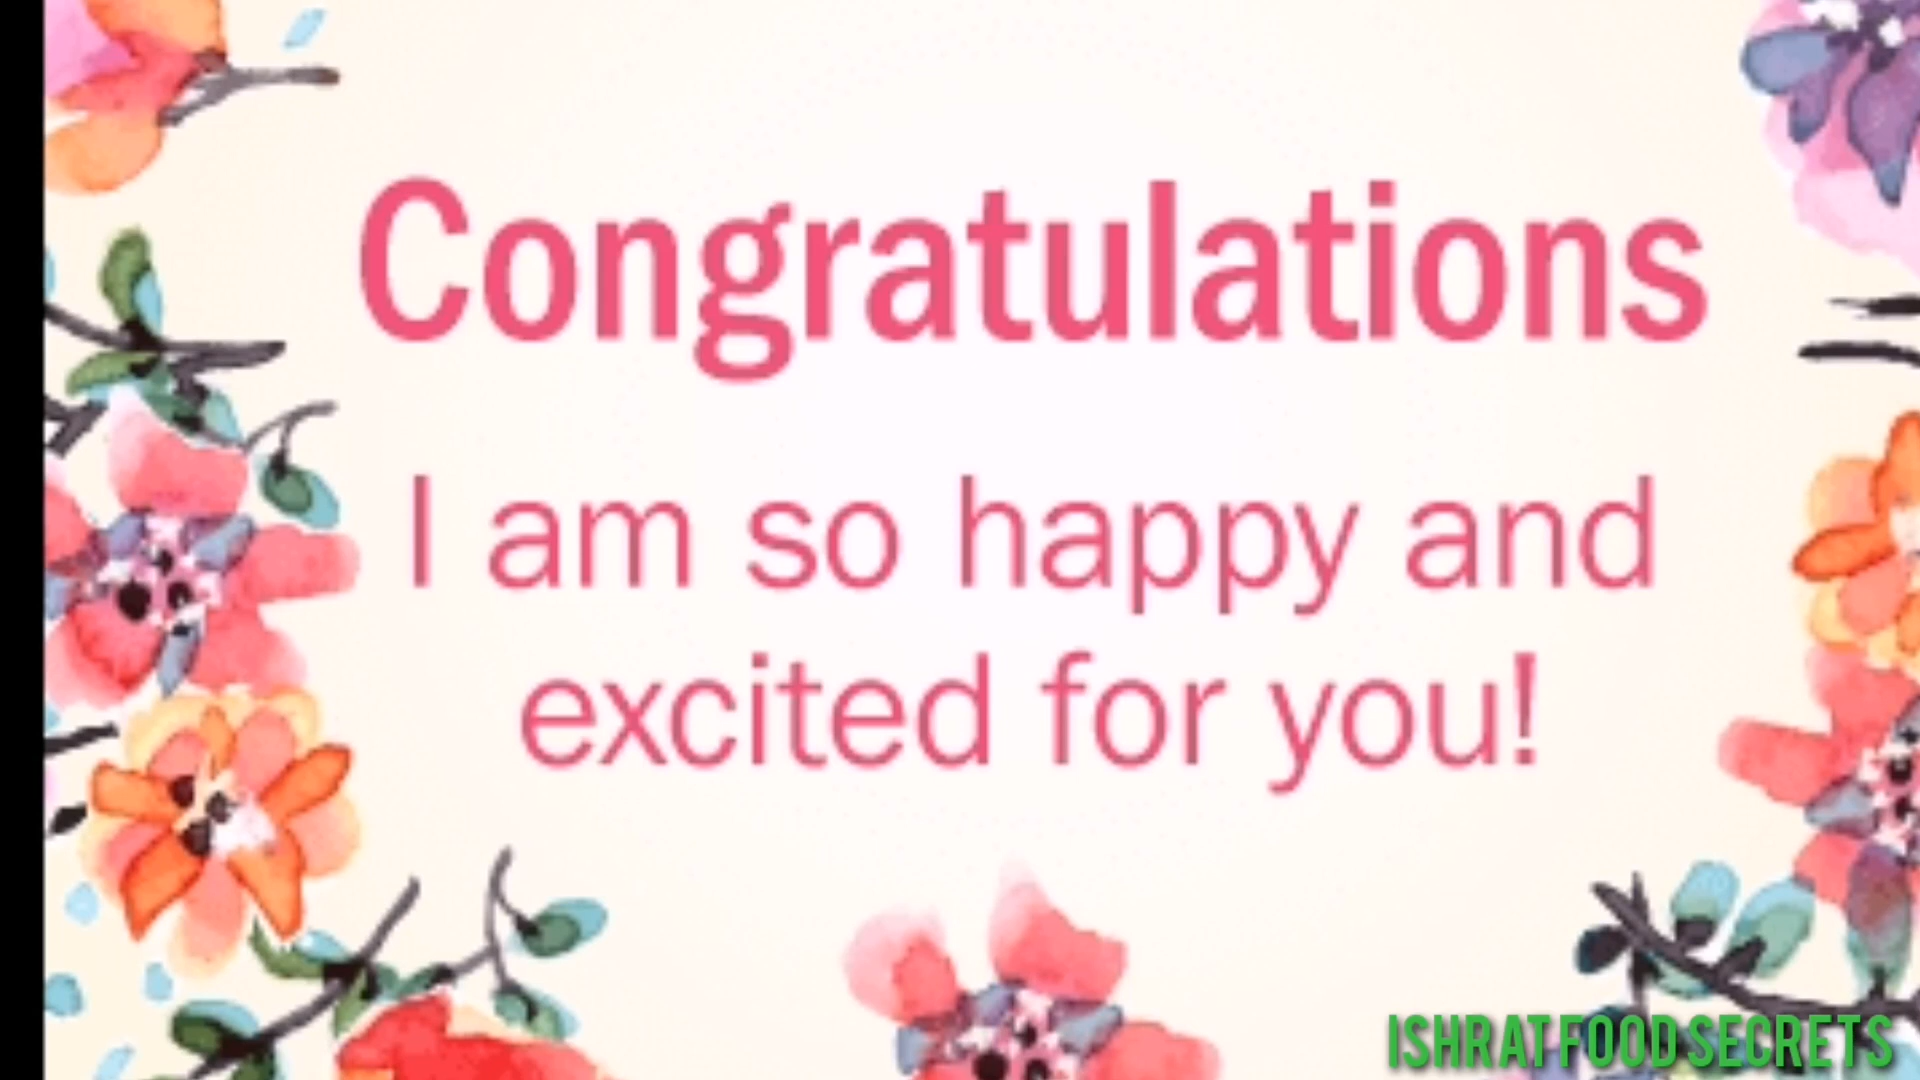 Congratulations
I am so happy and
excited for you!
ISHRAT FOOD SECRETS